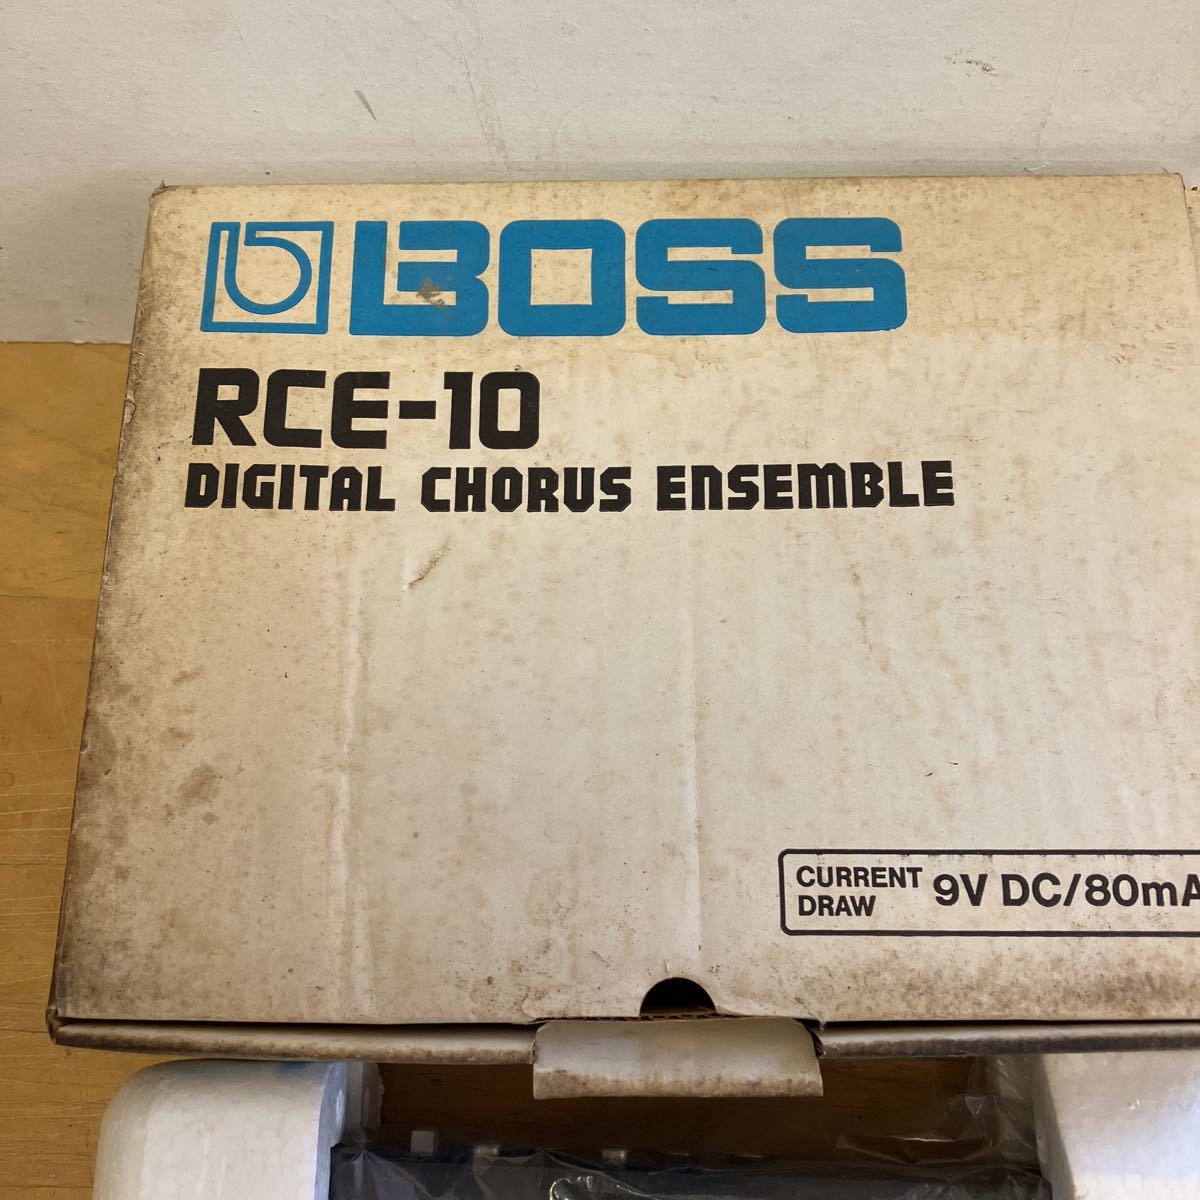 BOSS
RCE-10
DIGITAL CHORUS ENSEMBLE
CURRENT DRAW 9V DC/80mA